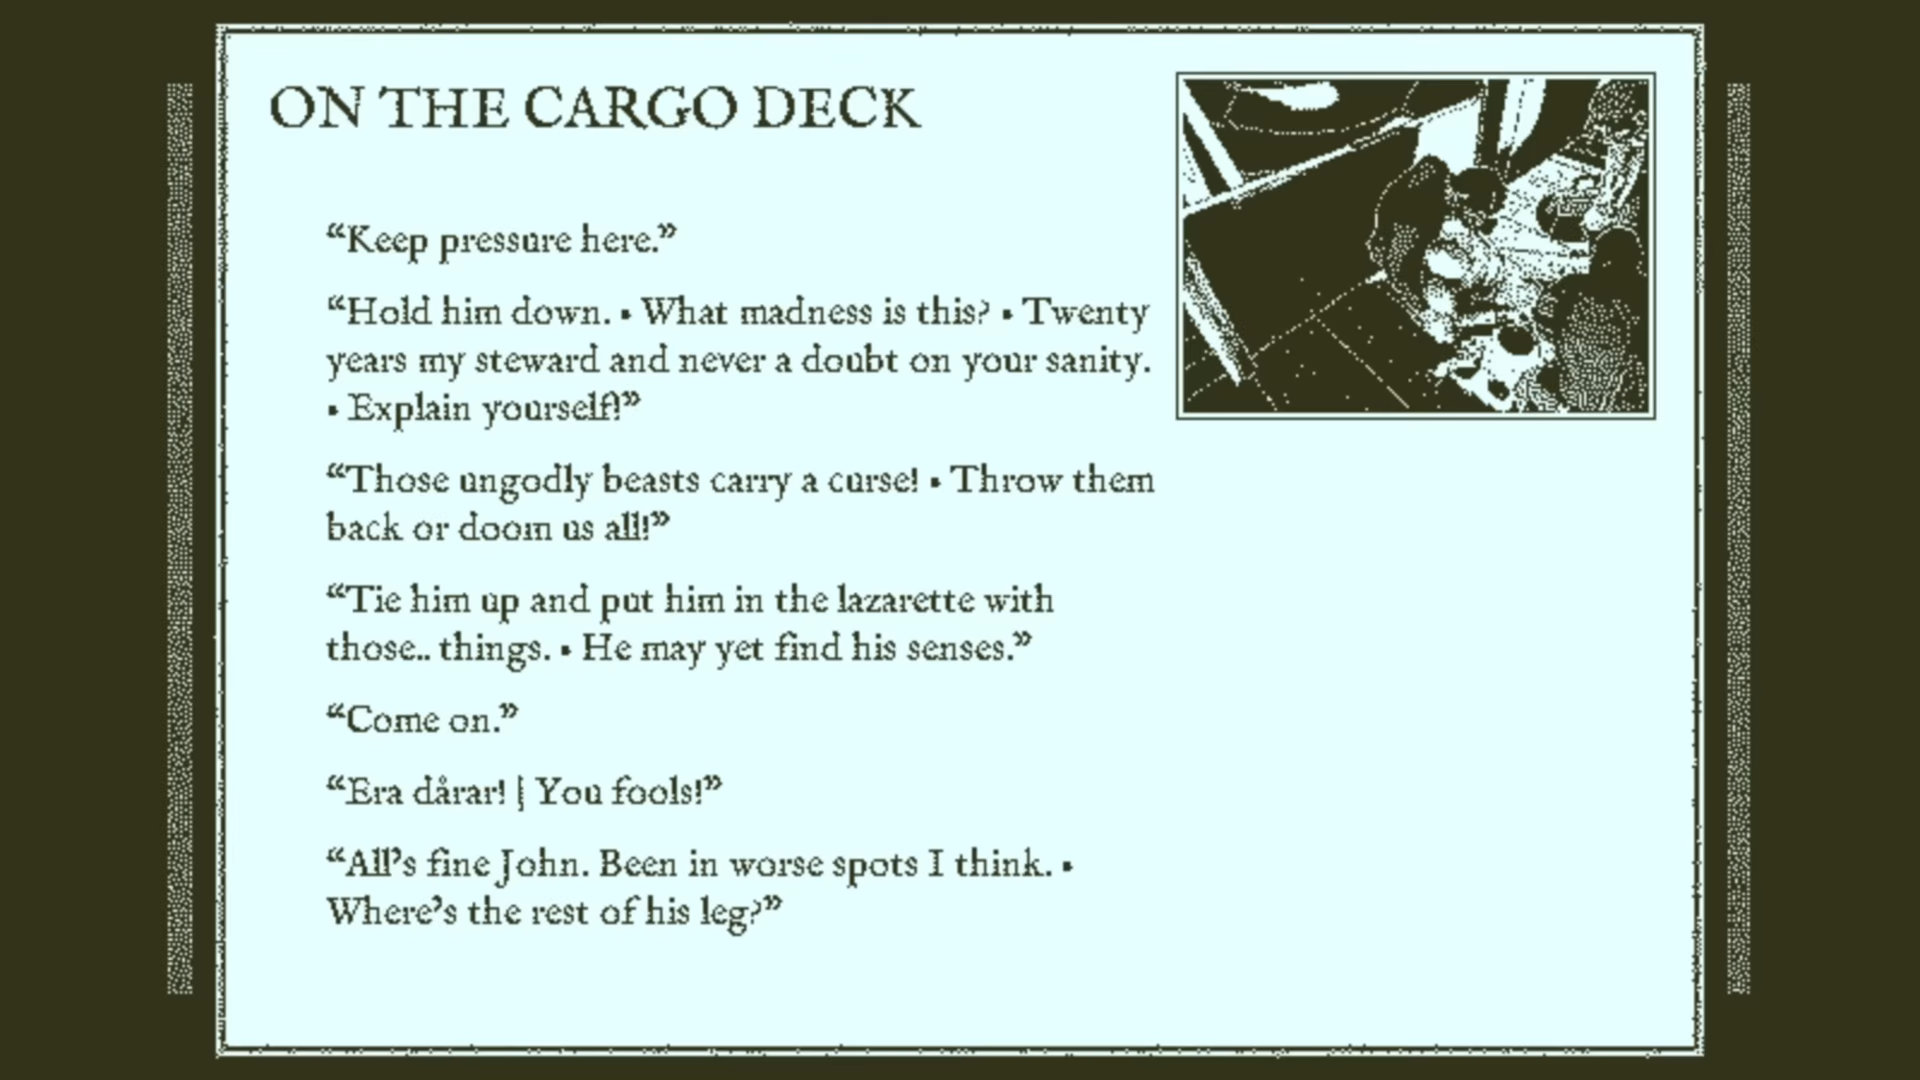 ON THE CARGO DECK
“Keep pressure here.”
“Hold him down. • What madness is this? • Twenty
years my steward and never a doubt on your sanity.
• Explain yourself!”
“Those ungodly beasts carry a curse! • Throw them
back or doom us all!”
“Tie him up and put him in the lazarette with
those.. things. • He may yet find his senses.”
“Come on.”
“Era dårar! | You fools!”
“All’s fine John. Been in worse spots I think. •
Where’s the rest of his leg?”